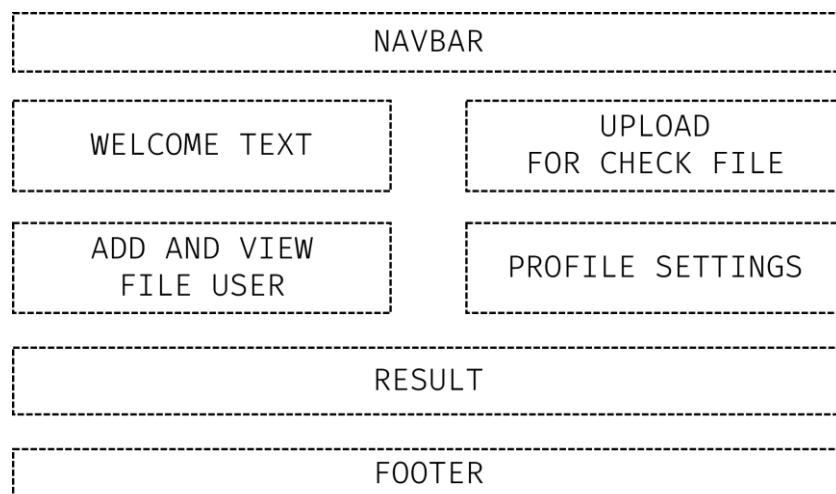 NAVBAR
WELCOME TEXT
UPLOAD
FOR CHECK FILE
ADD AND VIEW
FILE USER
PROFILE SETTINGS
RESULT
FOOTER